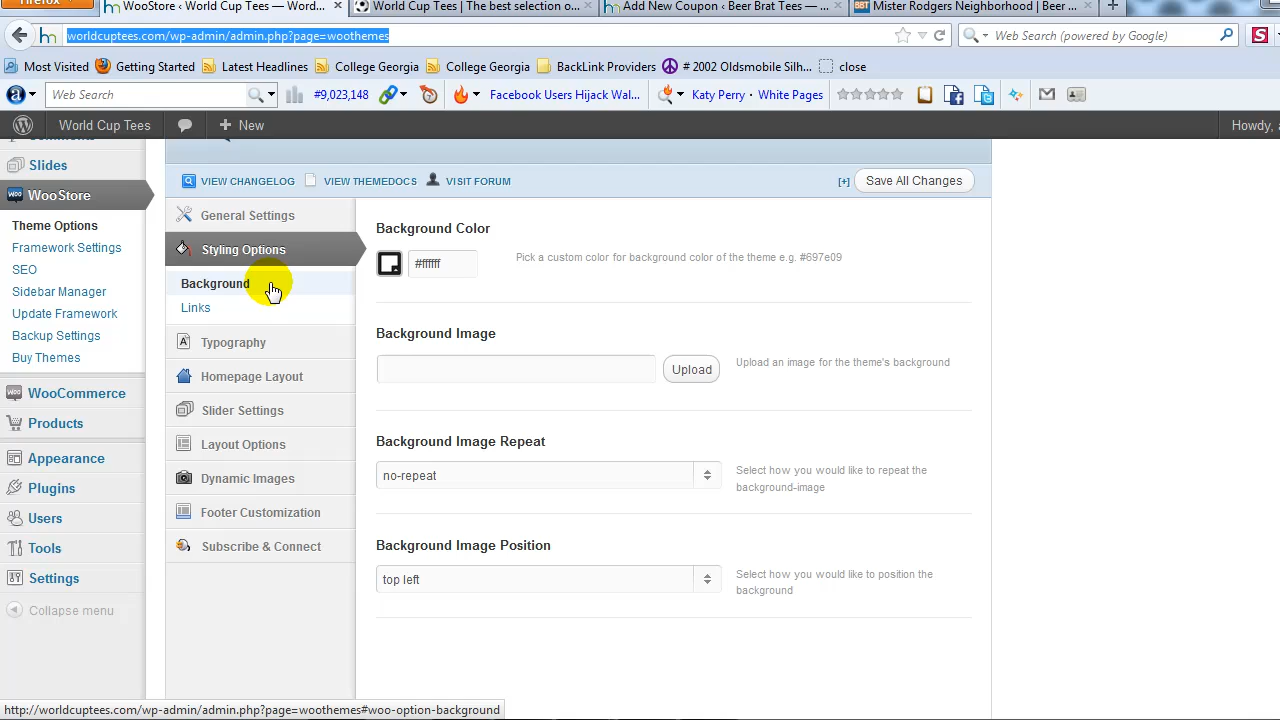 Firefox
WooStore ‹ World Cup Tees — Word...
World Cup Tees | The best selection o...
Add New Coupon ‹ Beer Brat Tees — ...
Mister Rodgers Neighborhood | Beer ...
worldcuptees.com/wp-admin/admin.php?page=woothemes
Web Search (powered by Google)
Most Visited
Getting Started
Latest Headlines
College Georgia
College Georgia
BackLink Providers
# 2002 Oldsmobile Silh...
close
Web Search
#9,023,148
Facebook Users Hijack Wal...
Katy Perry · White Pages
World Cup Tees
+ New
Howdy,
Comments
Slides
WooStore
Theme Options
Framework Settings
SEO
Sidebar Manager
Update Framework
Backup Settings
Buy Themes
WooCommerce
Products
Appearance
Plugins
Users
Tools
Settings
Collapse menu
VIEW CHANGELOG
VIEW THEMEDOCS
VISIT FORUM
[+]
Save All Changes
General Settings
Styling Options
Background
Links
Typography
Homepage Layout
Slider Settings
Layout Options
Dynamic Images
Footer Customization
Subscribe & Connect
Background Color
#ffffff
Pick a custom color for background color of the theme e.g. #697e09
Background Image
Upload
Upload an image for the theme's background
Background Image Repeat
no-repeat
Select how you would like to repeat the
background-image
Background Image Position
top left
Select how you would like to position the
background
http://worldcuptees.com/wp-admin/admin.php?page=woothemes#woo-option-background